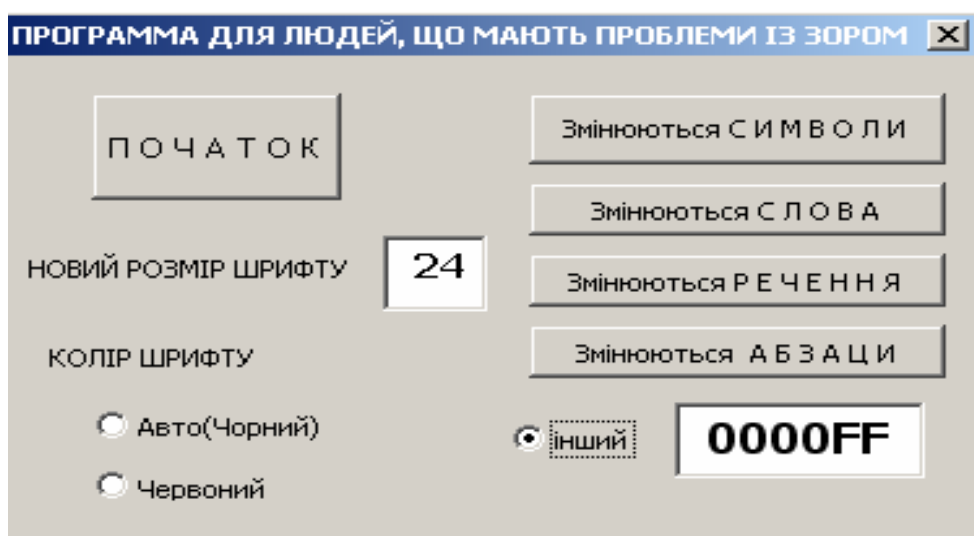 ПРОГРАММА ДЛЯ ЛЮДЕЙ, ЩО МАЮТЬ ПРОБЛЕМИ ІЗ ЗОРОМ
П О Ч А Т О К
Змінюються С И М В О Л И
Змінюються С Л О В А
НОВИЙ РОЗМІР ШРИФТУ 24
Змінюються Р Е Ч Е Н Н Я
КОЛІР ШРИФТУ
Змінюються А Б З А Ц И
Авто(Чорний)
інший 0000FF
Червоний